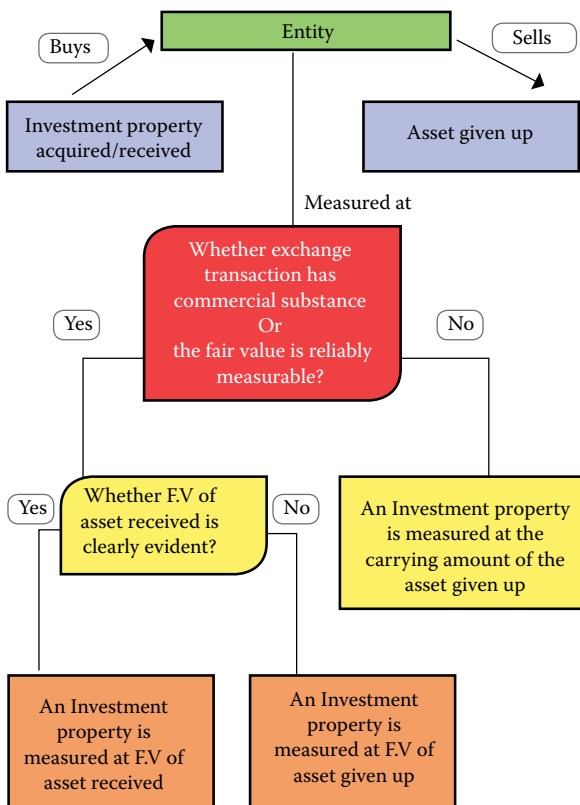 Buys
Entity
Sells
Investment property
acquired/received
Asset given up
Measured at
Whether exchange
transaction has
commercial substance
Or
the fair value is reliably
measurable?
Yes
No
Yes
Whether F.V of
asset received is
clearly evident?
No
An Investment property
is measured at the
carrying amount of the
asset given up
An Investment
property is
measured at F.V of
asset received
An Investment
property is
measured at F.V of
asset given up